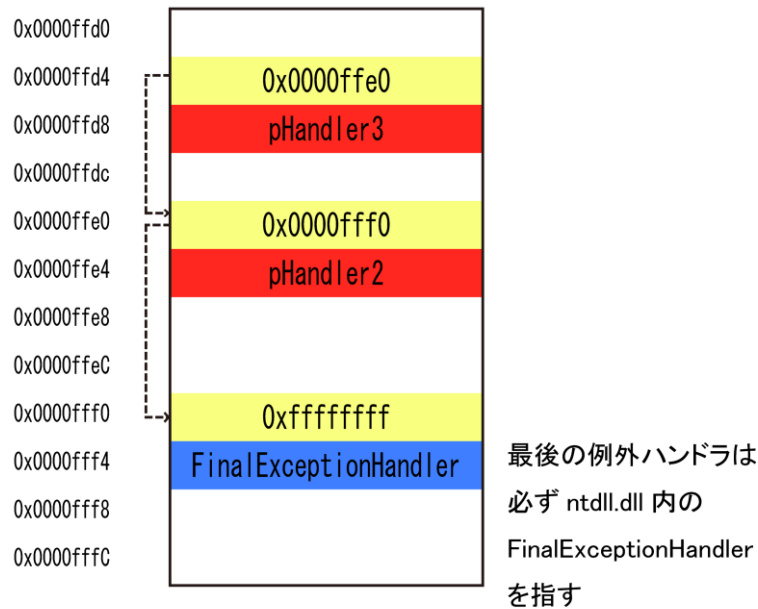 0x0000ffd0
0x0000ffd4
0x0000ffe0
0x0000ffd8
pHandler3
0x0000ffdc
0x0000ffe0
0x0000fff0
0x0000ffe4
pHandler2
0x0000ffe8
0x0000ffeC
0x0000fff0
0xffffffff
0x0000fff4
FinalExceptionHandler
0x0000fff8
0x0000fffC
最後の例外ハンドラは
必ず ntdll.dll 内の
FinalExceptionHandler
を指す